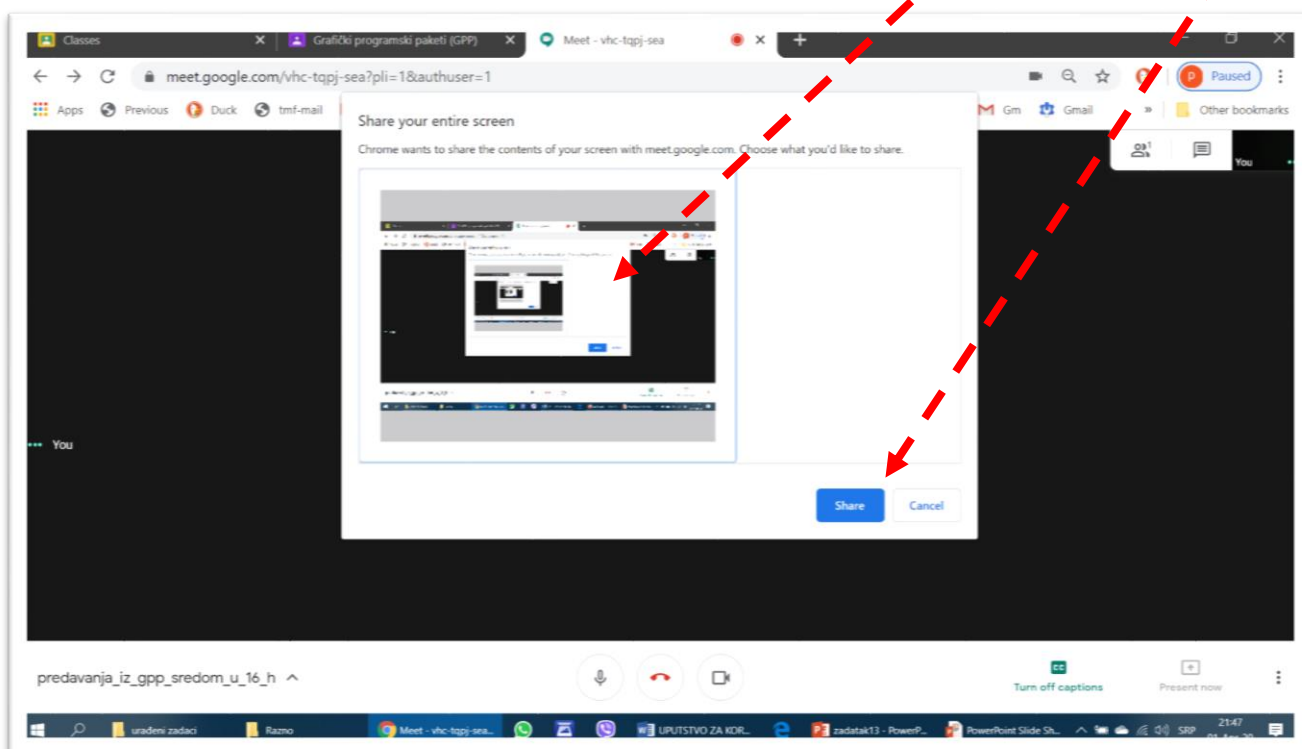 Classes
Grafički programski paketi (GPP)
Meet - vhc-tqpj-sea
meet.google.com/vhc-tqpj-sea?pli=1&authuser=1
P Paused
Apps Previous Duck tmf-mail
Gm Gmail » Other bookmarks
Share your entire screen
Chrome wants to share the contents of your screen with meet.google.com. Choose what you'd like to share.
1
You
You
Share Cancel
predavanja_iz_gpp_sredom_u_16_h
CC
Turn off captions
Present now
urađeni zadaci
Razno
Meet - vhc-tqpj-sea...
UPUTSTVO ZA KOR...
zadatak13 - PowerP...
PowerPoint Slide Sh...
SRP
21:47